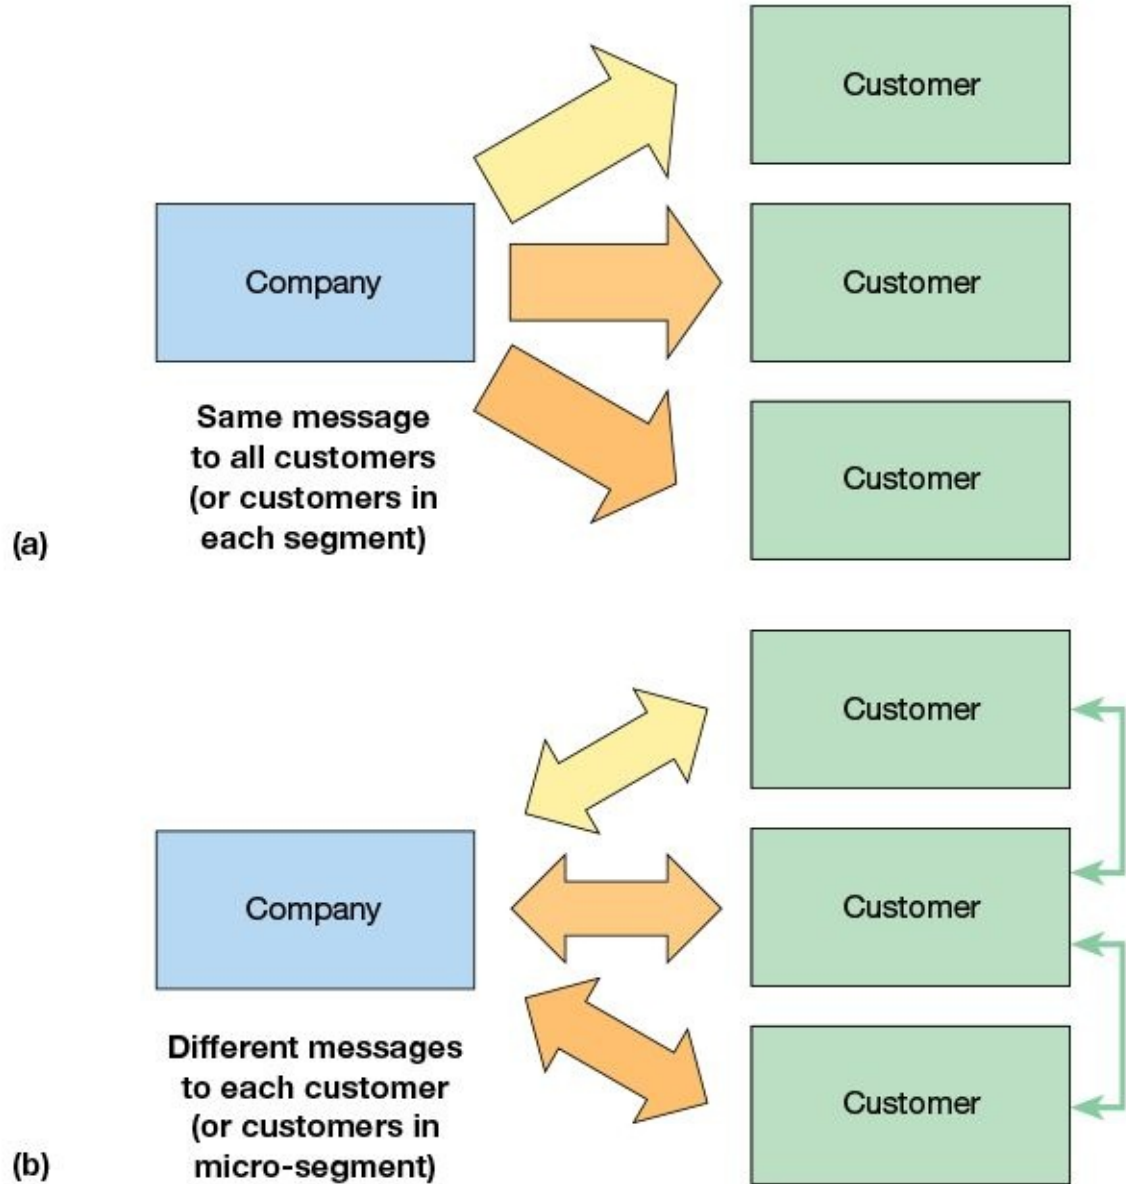 Customer
Company
Customer
Same message
to all customers
(or customers in
each segment)
Customer
(a)
Customer
Company
Customer
Different messages
to each customer
(or customers in
micro-segment)
Customer
(b)